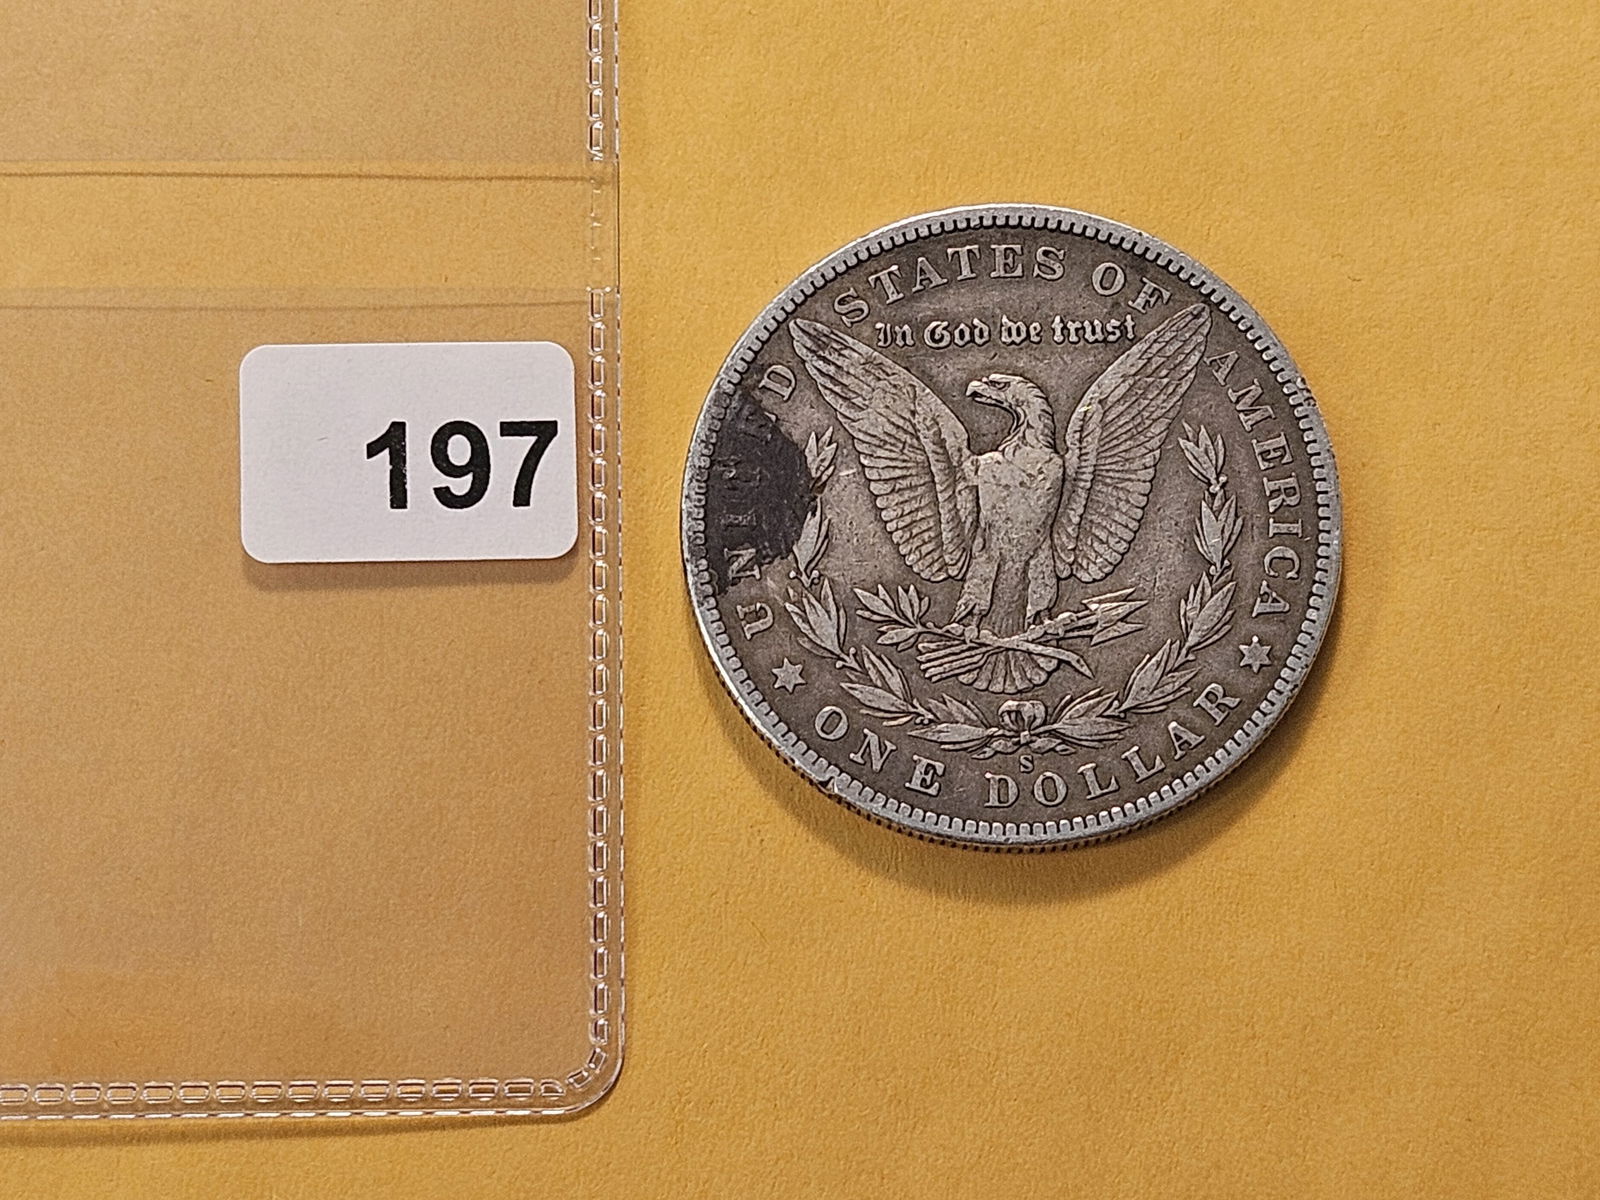 197
UNITED STATES OF AMERICA
In God we trust
S
ONE DOLLAR